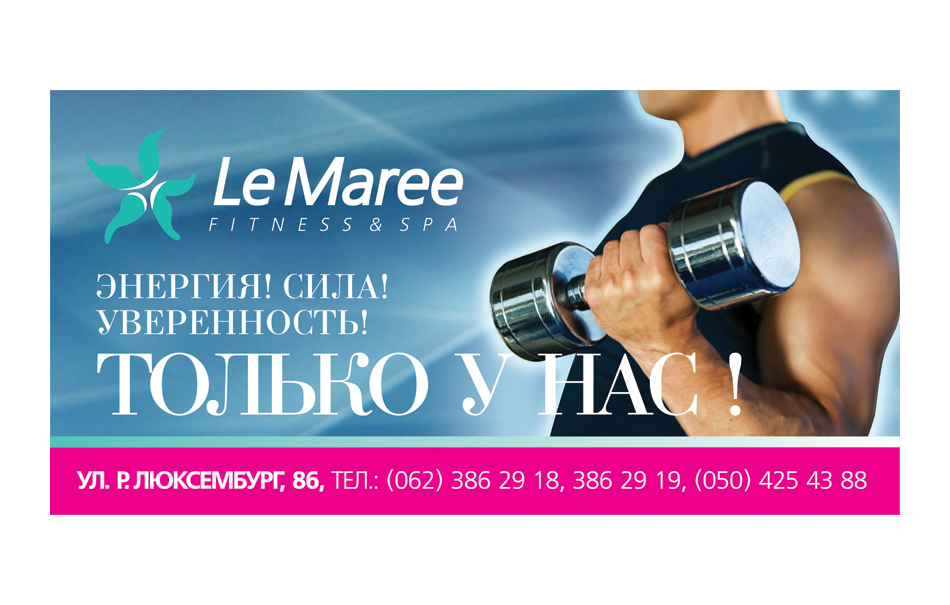 Le Maree
FITNESS & SPA
ЭНЕРГИЯ! СИЛА!
УВЕРЕННОСТЬ!
ТОЛЬКО У НАС !
УЛ. Р. ЛЮКСЕМБУРГ, 86, ТЕЛ.: (062) 386 29 18, 386 29 19, (050) 425 43 88